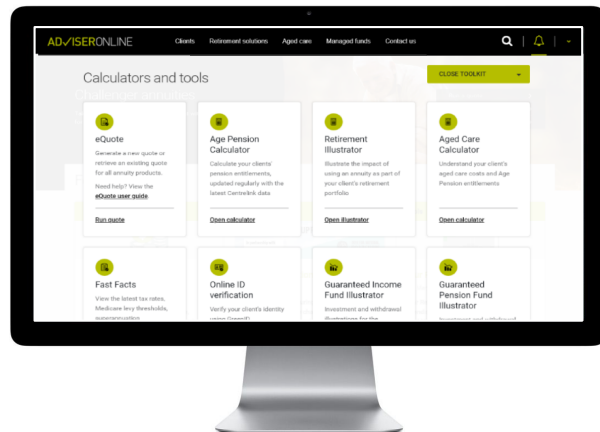 ADVISERONLINE
Clients Retirement solutions Aged care Managed funds Contact us
Calculators and tools
CLOSE TOOLKIT
eQuote
Generate a new quote or
retrieve an existing quote
for all annuity products.
Need help? View the
eQuote user guide.
Run quote
Age Pension
Calculator
Calculate your clients'
pension entitlements,
updated regularly with the
latest Centrelink data
Open calculator
Retirement
Illustrator
Illustrate the impact of
using an annuity as part of
your client's retirement
portfolio
Open illustrator
Aged Care
Calculator
Understand your client's
aged care costs and Age
Pension entitlements
Open calculator
Fast Facts
View the latest tax rates,
Medicare levy thresholds,
superannuation
Online ID
verification
Verify your client's identity
using GreenID
Guaranteed Income
Fund Illustrator
Investment and withdrawal
illustrations for the
Guaranteed
Pension Fund
Illustrator
Investment and withdrawal